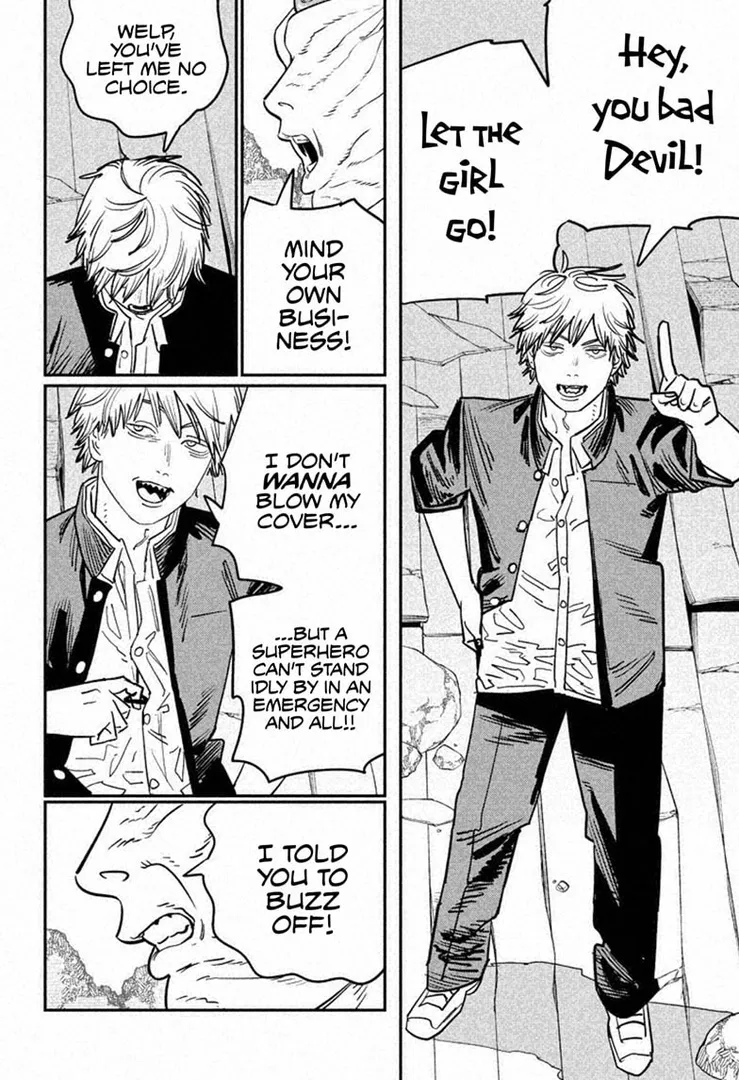 Hey,
you bad
Devil!
Let the
girl
go!
MIND
YOUR
OWN
BUSI-
NESS!
WELP,
YOU'VE
LEFT ME NO
CHOICE.
I DON'T
WANNA
BLOW MY
COVER...
...BUT A
SUPERHERO
CAN'T STAND
IDLY BY IN AN
EMERGENCY
AND ALL!!
I TOLD
YOU TO
BUZZ
OFF!